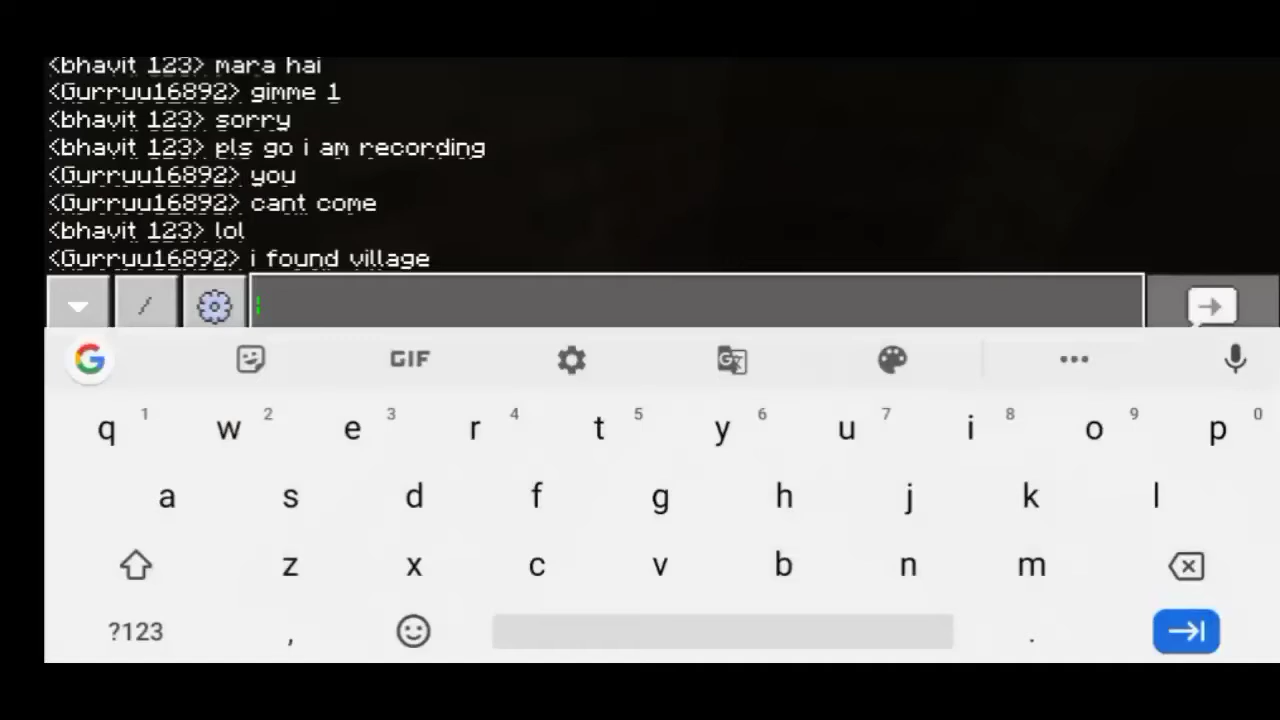 <bhavit 123> mara hai
<Gurruu16892> gimme 1
<bhavit 123> sorry
<bhavit 123> pls go i am recording
<Gurruu16892> you
<Gurruu16892> cant come
<bhavit 123> lol
<Gurruu16892> i found village
/
G GIF G
q 1 w 2 e 3 r 4 t 5 y 6 u 7 i 8 o 9 p 0
a s d f g h j k l
z x c v b n m
?123 , .